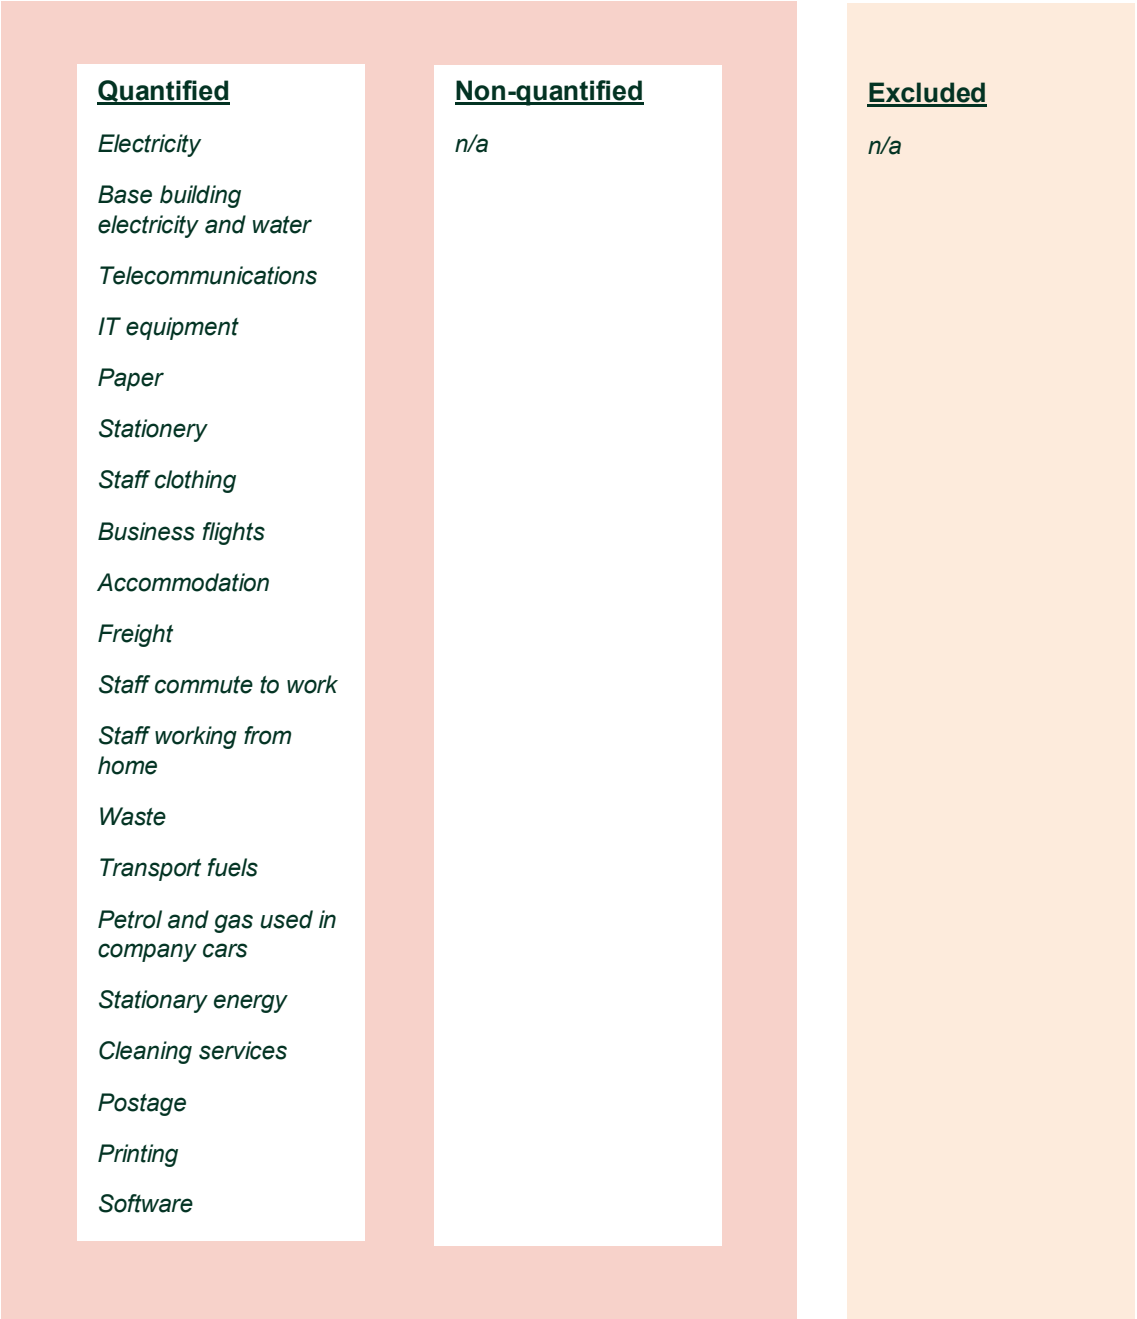 Quantified
Electricity
Base building
electricity and water
Telecommunications
IT equipment
Paper
Stationery
Staff clothing
Business flights
Accommodation
Freight
Staff commute to work
Staff working from
home
Waste
Transport fuels
Petrol and gas used in
company cars
Stationary energy
Cleaning services
Postage
Printing
Software
Non-quantified
n/a
Excluded
n/a